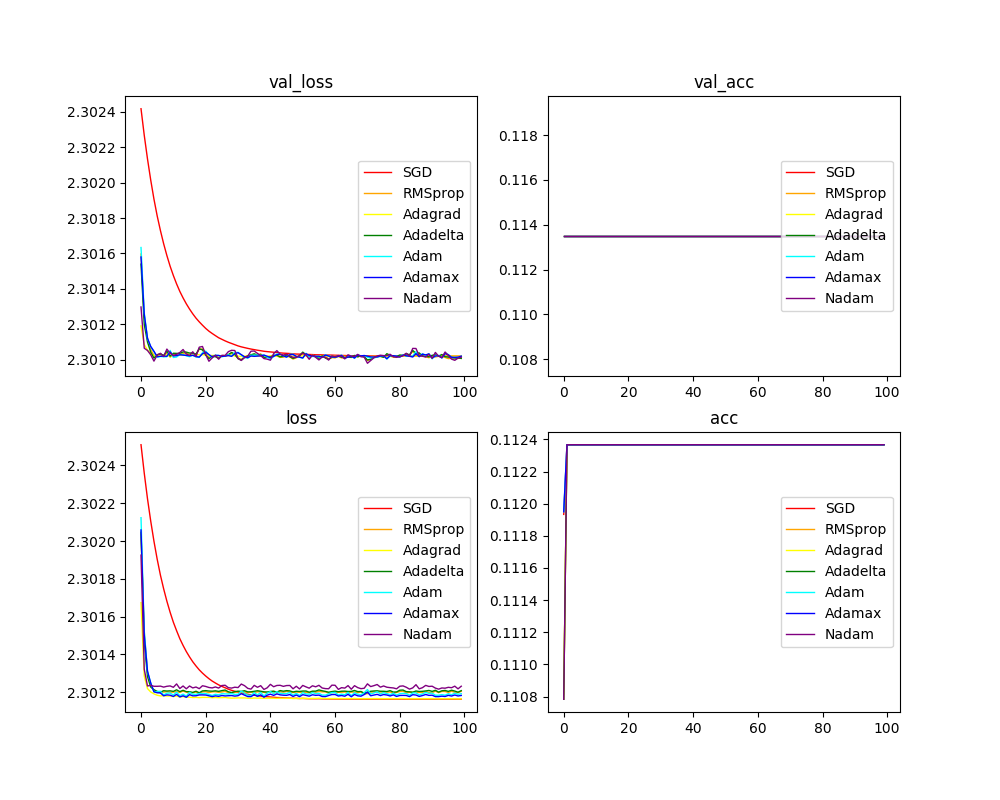 val_loss
2.3024
2.3022
2.3020
2.3018
2.3016
2.3014
2.3012
2.3010
0 20 40 60 80 100
SGD
RMSprop
Adagrad
Adadelta
Adam
Adamax
Nadam
val_acc
0.118
0.116
0.114
0.112
0.110
0.108
0 20 40 60 80 100
SGD
RMSprop
Adagrad
Adadelta
Adam
Adamax
Nadam
loss
2.3024
2.3022
2.3020
2.3018
2.3016
2.3014
2.3012
0 20 40 60 80 100
SGD
RMSprop
Adagrad
Adadelta
Adam
Adamax
Nadam
acc
0.1124
0.1122
0.1120
0.1118
0.1116
0.1114
0.1112
0.1110
0.1108
0 20 40 60 80 100
SGD
RMSprop
Adagrad
Adadelta
Adam
Adamax
Nadam